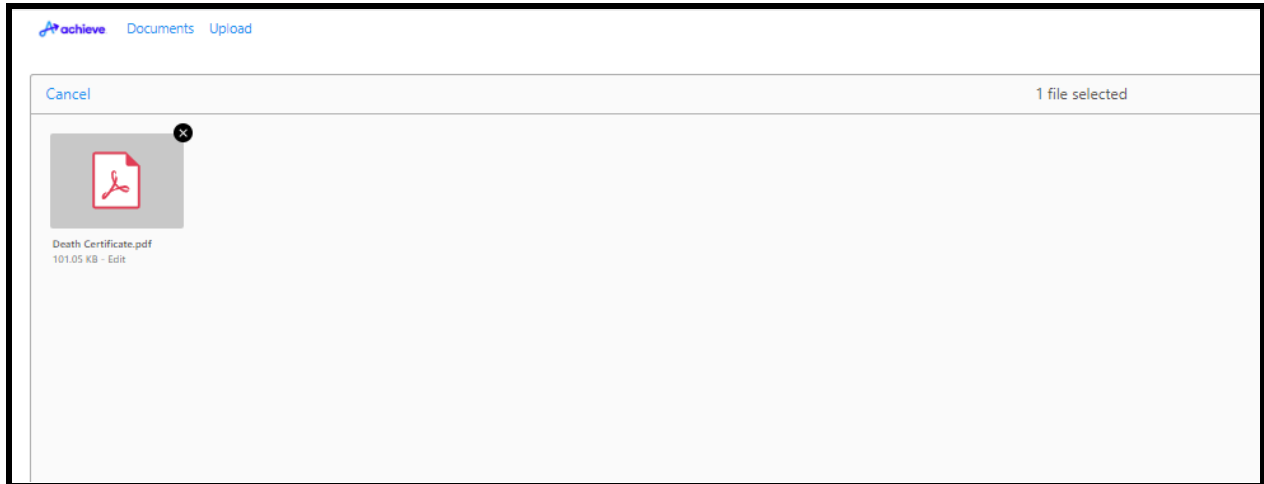 achieve Documents Upload
Cancel 1 file selected
Death Certificate.pdf
101.05 KB - Edit